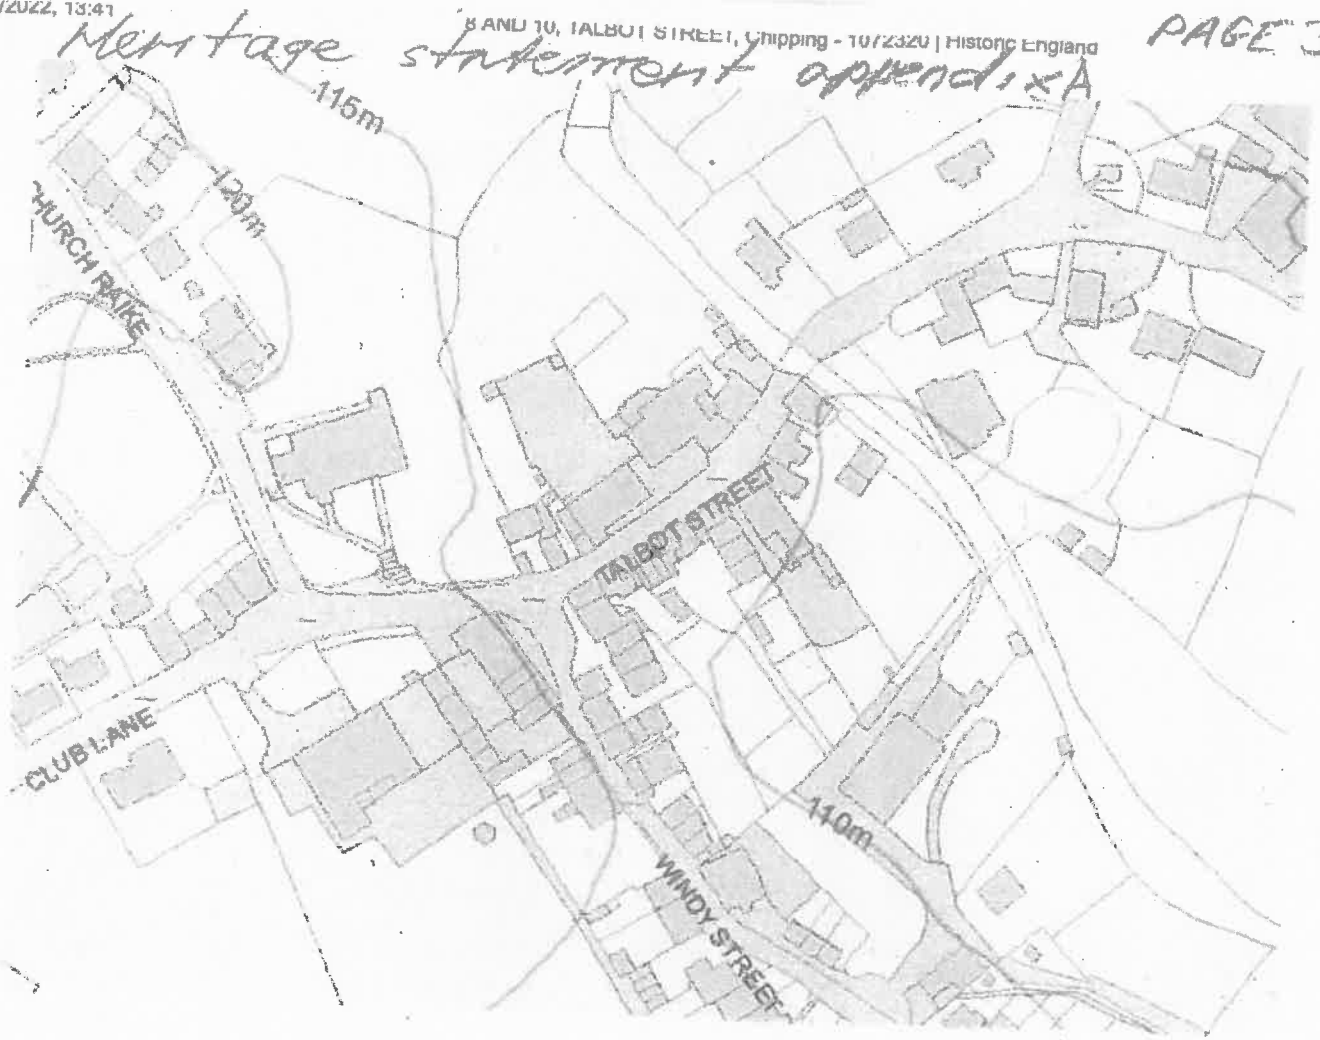 /2022, 13:41
8 AND 10, TALBOT STREET, Chipping - 1072320 | Historic England
PAGE 3
Heritage statement appendix A
115m
120m
CHURCH RAIKE
TALBOT STREET
CLUB LANE
110m
WINDY STREET